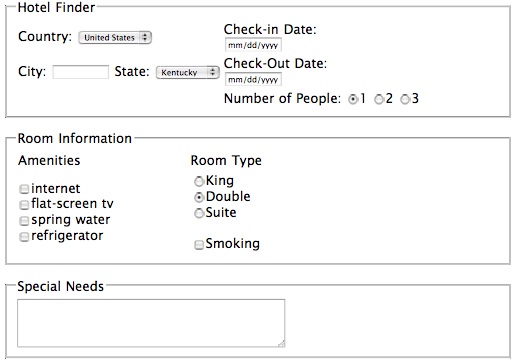 Hotel Finder
Country: United States
Check-in Date:
mm/dd/yyyy
City: State: Kentucky
Check-Out Date:
mm/dd/yyyy
Number of People: 1 2 3
Room Information
Amenities
internet
flat-screen tv
spring water
refrigerator
Room Type
King
Double
Suite
Smoking
Special Needs